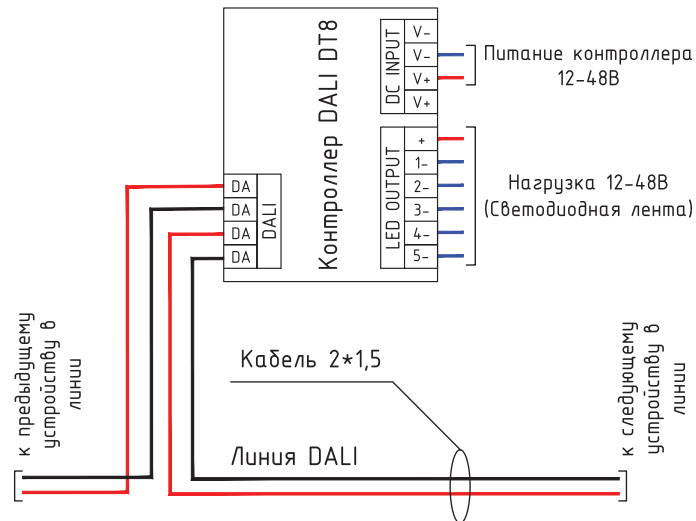 Контроллер DALI DT8
DC INPUT
V-
V-
V+
V+
Питание контроллера
12-48В
LED OUTPUT
+
1-
2-
3-
4-
5-
Нагрузка 12-48В
(Светодиодная лента)
DA
DA
DA
DA
DALI
к предыдущему
устройству в
линии
Кабель 2*1,5
Линия DALI
к следующему
устройству в
линии